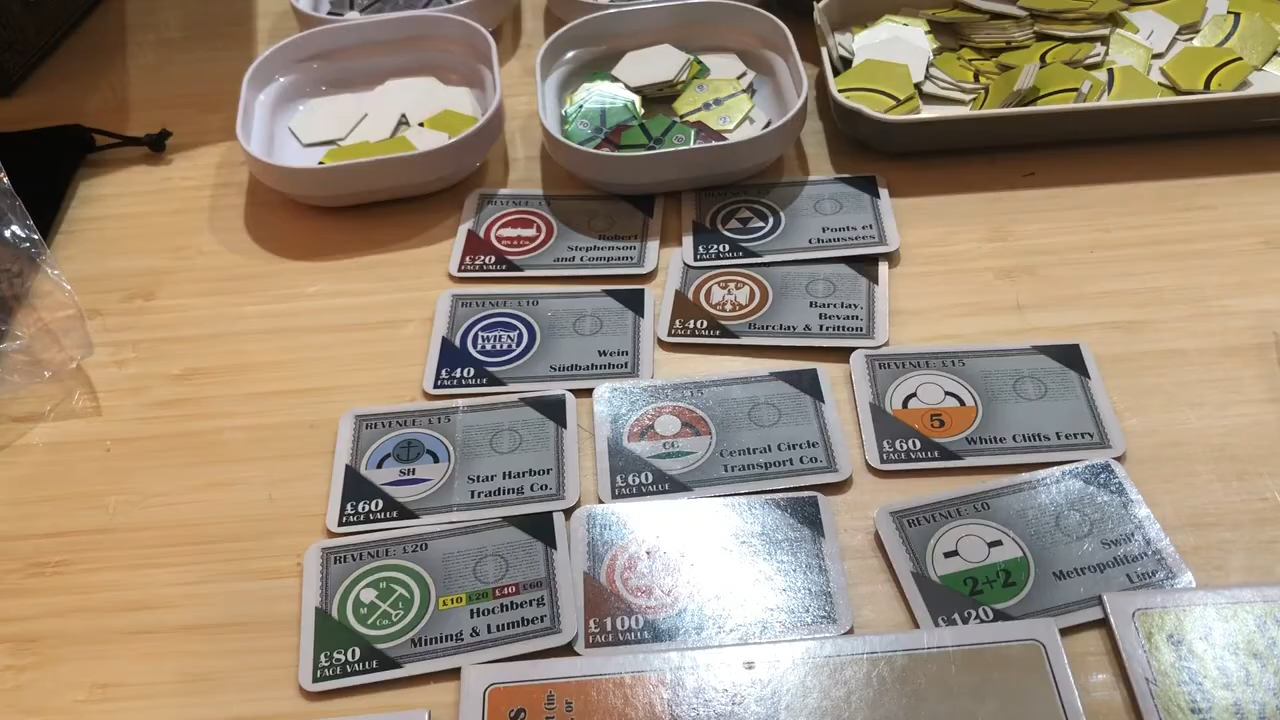 RS & Co.
Robert
Stephenson
and Company
£20
FACE VALUE
Ponts et
Chaussées
£20
FACE VALUE
REVENUE: £10
WIEN
Wein
Südbahnhof
£40
FACE VALUE
Barclay,
Bevan,
Barclay & Tritton
£40
FACE VALUE
REVENUE: £15
SH
Star Harbor
Trading Co.
£60
FACE VALUE
CC
Central Circle
Transport Co.
£60
FACE VALUE
REVENUE: £15
5
White Cliffs Ferry
£60
FACE VALUE
REVENUE: £20
H
M L
Co.
£10 £20 £40 £60
Hochberg
Mining & Lumber
£80
FACE VALUE
£100
FACE VALUE
REVENUE: £0
2+2
Metropolitan
£120